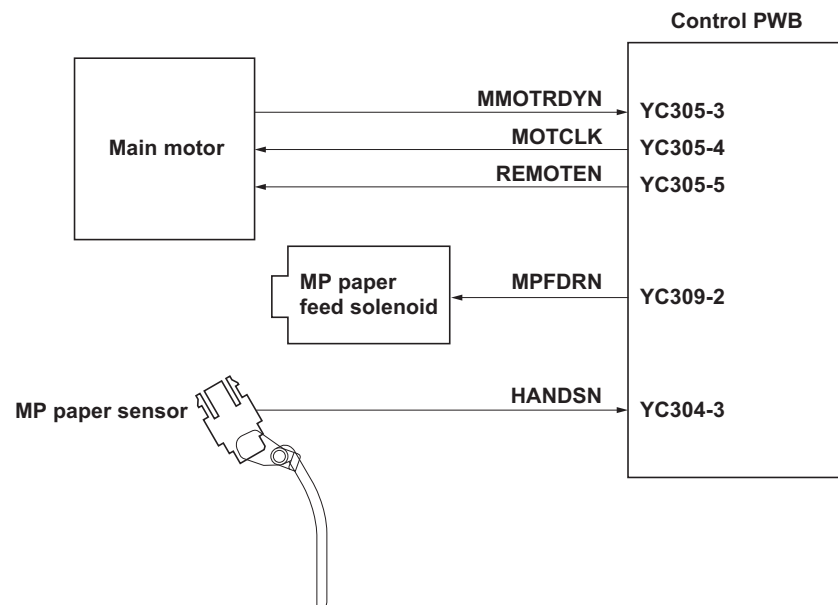 Control PWB
MMOTRDYN
YC305-3
Main motor
MOTCLK
YC305-4
REMOTEN
YC305-5
MP paper
feed solenoid
MPFDRN
YC309-2
MP paper sensor
HANDSN
YC304-3